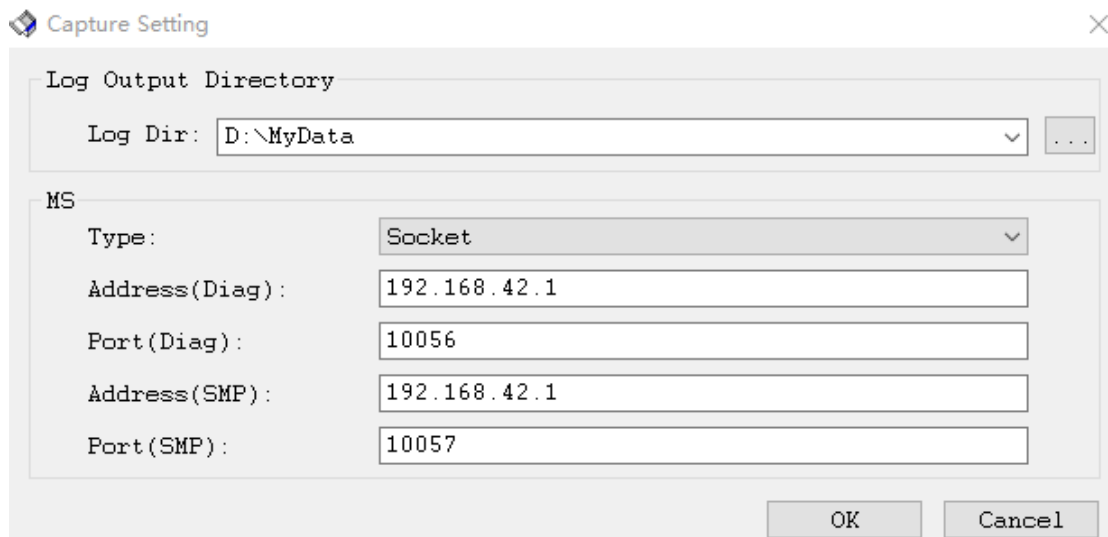 Capture Setting
Log Output Directory
Log Dir: D:\MyData ...
MS
Type: Socket
Address(Diag): 192.168.42.1
Port(Diag): 10056
Address(SMP): 192.168.42.1
Port(SMP): 10057
OK Cancel